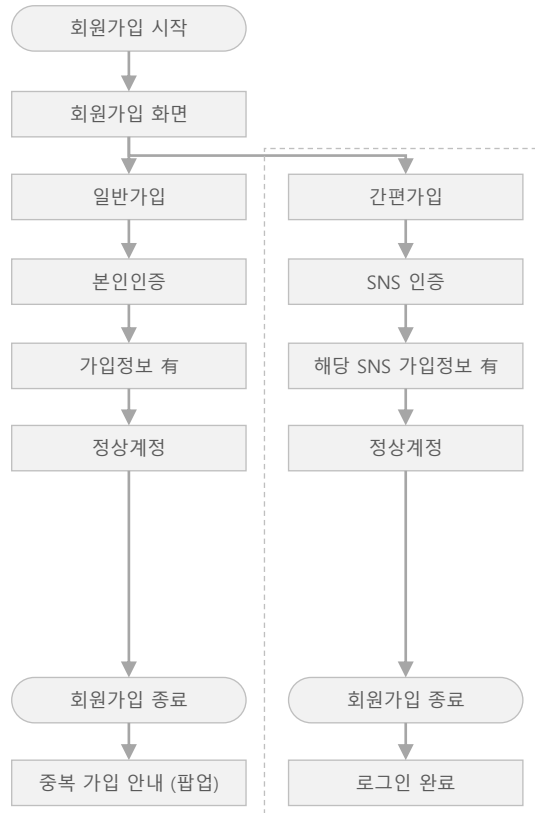 회원가입 시작
회원가입 화면
일반가입
간편가입
본인인증
SNS 인증
가입정보 有
해당 SNS 가입정보 有
정상계정
정상계정
회원가입 종료
회원가입 종료
중복 가입 안내 (팝업)
로그인 완료